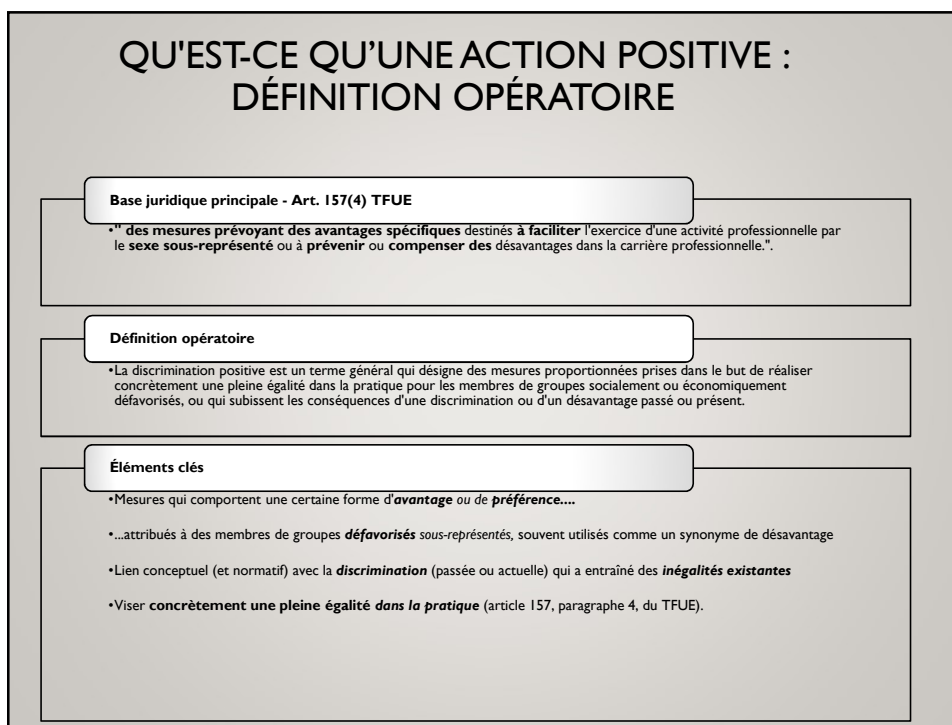 QU'EST-CE QU’UNE ACTION POSITIVE :
DÉFINITION OPÉRATOIRE
Base juridique principale - Art. 157(4) TFUE
•" des mesures prévoyant des avantages spécifiques destinés à faciliter l'exercice d'une activité professionnelle par
le sexe sous-représenté ou à prévenir ou compenser des désavantages dans la carrière professionnelle.".
Définition opératoire
•La discrimination positive est un terme général qui désigne des mesures proportionnées prises dans le but de réaliser
concrètement une pleine égalité dans la pratique pour les membres de groupes socialement ou économiquement
défavorisés, ou qui subissent les conséquences d'une discrimination ou d'un désavantage passé ou présent.
Éléments clés
•Mesures qui comportent une certaine forme d'avantage ou de préférence....
•...attribués à des membres de groupes défavorisés sous-représentés, souvent utilisés comme un synonyme de désavantage
•Lien conceptuel (et normatif) avec la discrimination (passée ou actuelle) qui a entraîné des inégalités existantes
•Viser concrètement une pleine égalité dans la pratique (article 157, paragraphe 4, du TFUE).